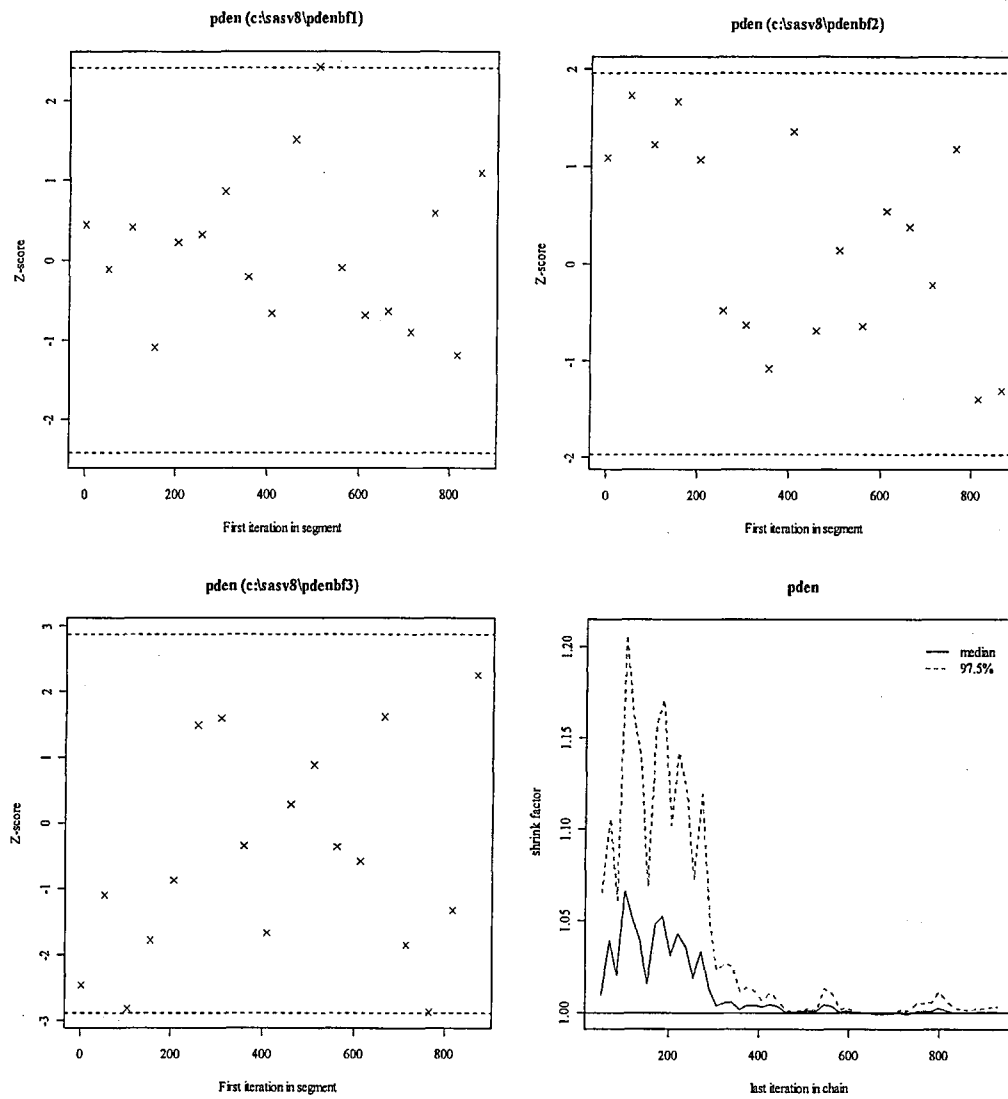 pden (c:\sasv8\pdenbf1)
2
1
0
-1
-2
Z-score
0 200 400 600 800
First iteration in segment
pden (c:\sasv8\pdenbf2)
2
1
0
-1
-2
Z-score
0 200 400 600 800
First iteration in segment
pden (c:\sasv8\pdenbf3)
3
2
1
0
-1
-2
-3
Z-score
0 200 400 600 800
First iteration in segment
pden
median
97.5%
1.20
1.15
1.10
1.05
1.00
shrink factor
200 400 600 800
last iteration in chain